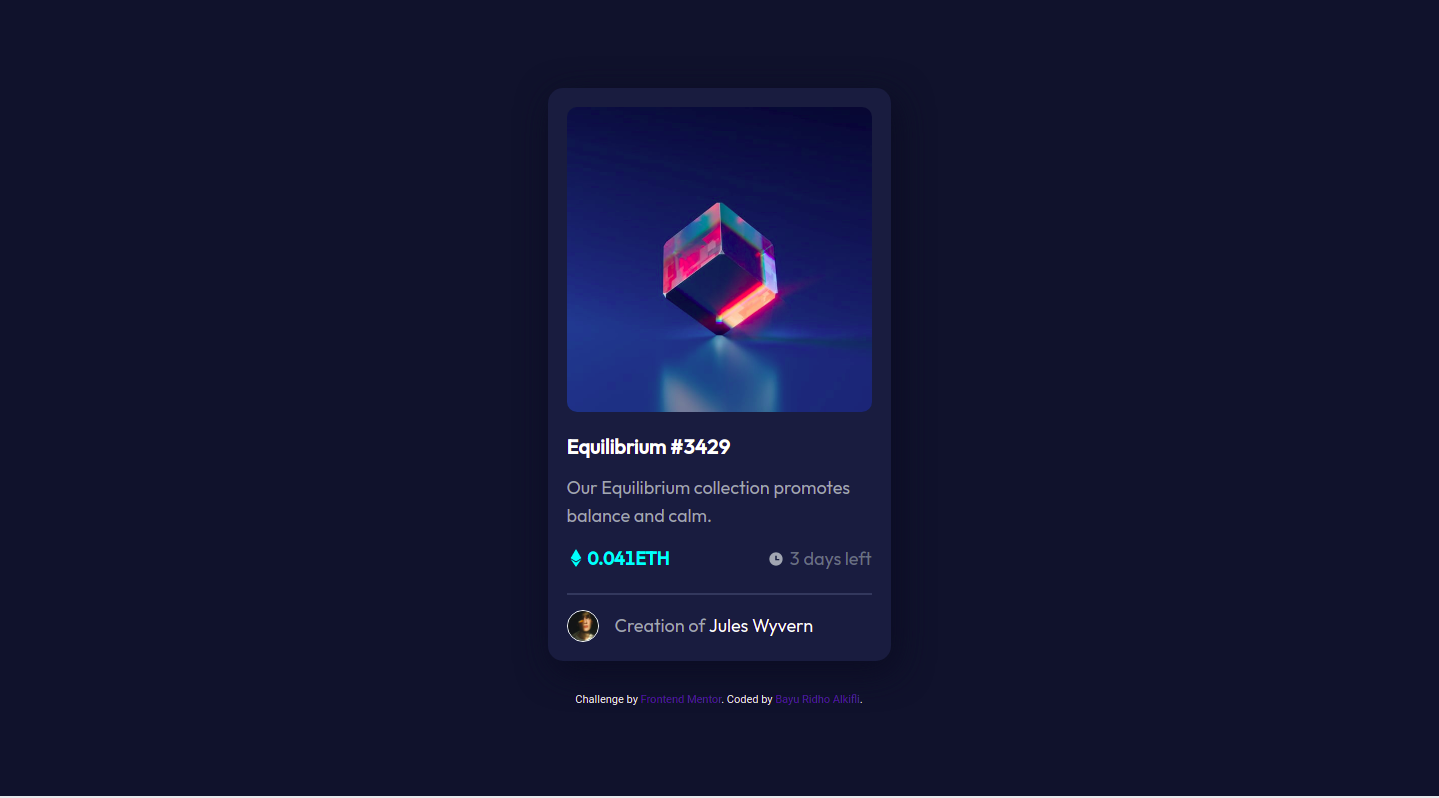 Equilibrium #3429
Our Equilibrium collection promotes
balance and calm.
0.041ETH 3 days left
Creation of Jules Wyvern
Challenge by Frontend Mentor. Coded by Bayu Ridho Alkifli.